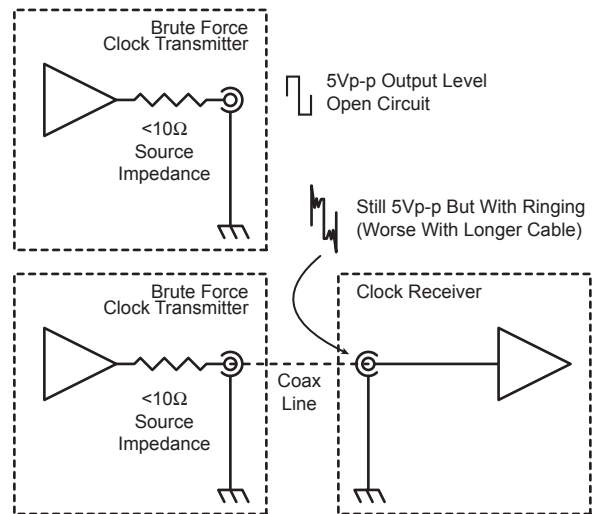 Brute Force
Clock Transmitter
<10Ω
Source
Impedance
5Vp-p Output Level
Open Circuit
Still 5Vp-p But With Ringing
(Worse With Longer Cable)
Brute Force
Clock Transmitter
<10Ω
Source
Impedance
Coax
Line
Clock Receiver